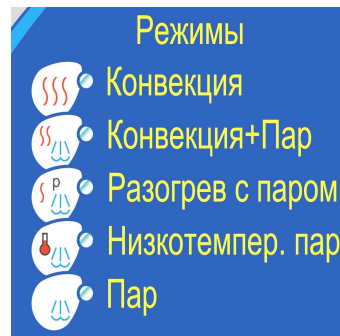 Режимы
Конвекция
Конвекция+Пар
p
Разогрев с паром
Низкотемпер. пар
Пар